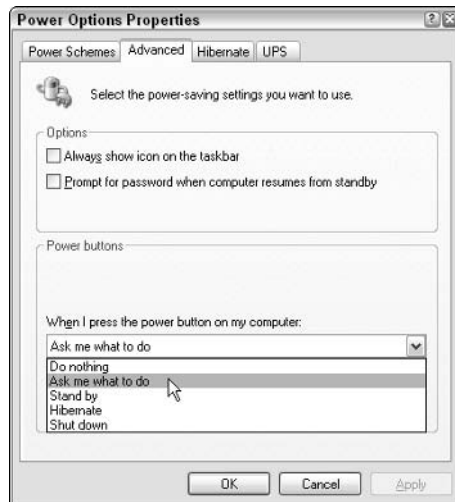 Power Options Properties
Power Schemes Advanced Hibernate UPS
Select the power-saving settings you want to use.
Options
Always show icon on the taskbar
Prompt for password when computer resumes from standby
Power buttons
When I press the power button on my computer:
Ask me what to do
Do nothing
Ask me what to do
Stand by
Hibernate
Shut down
OK Cancel Apply